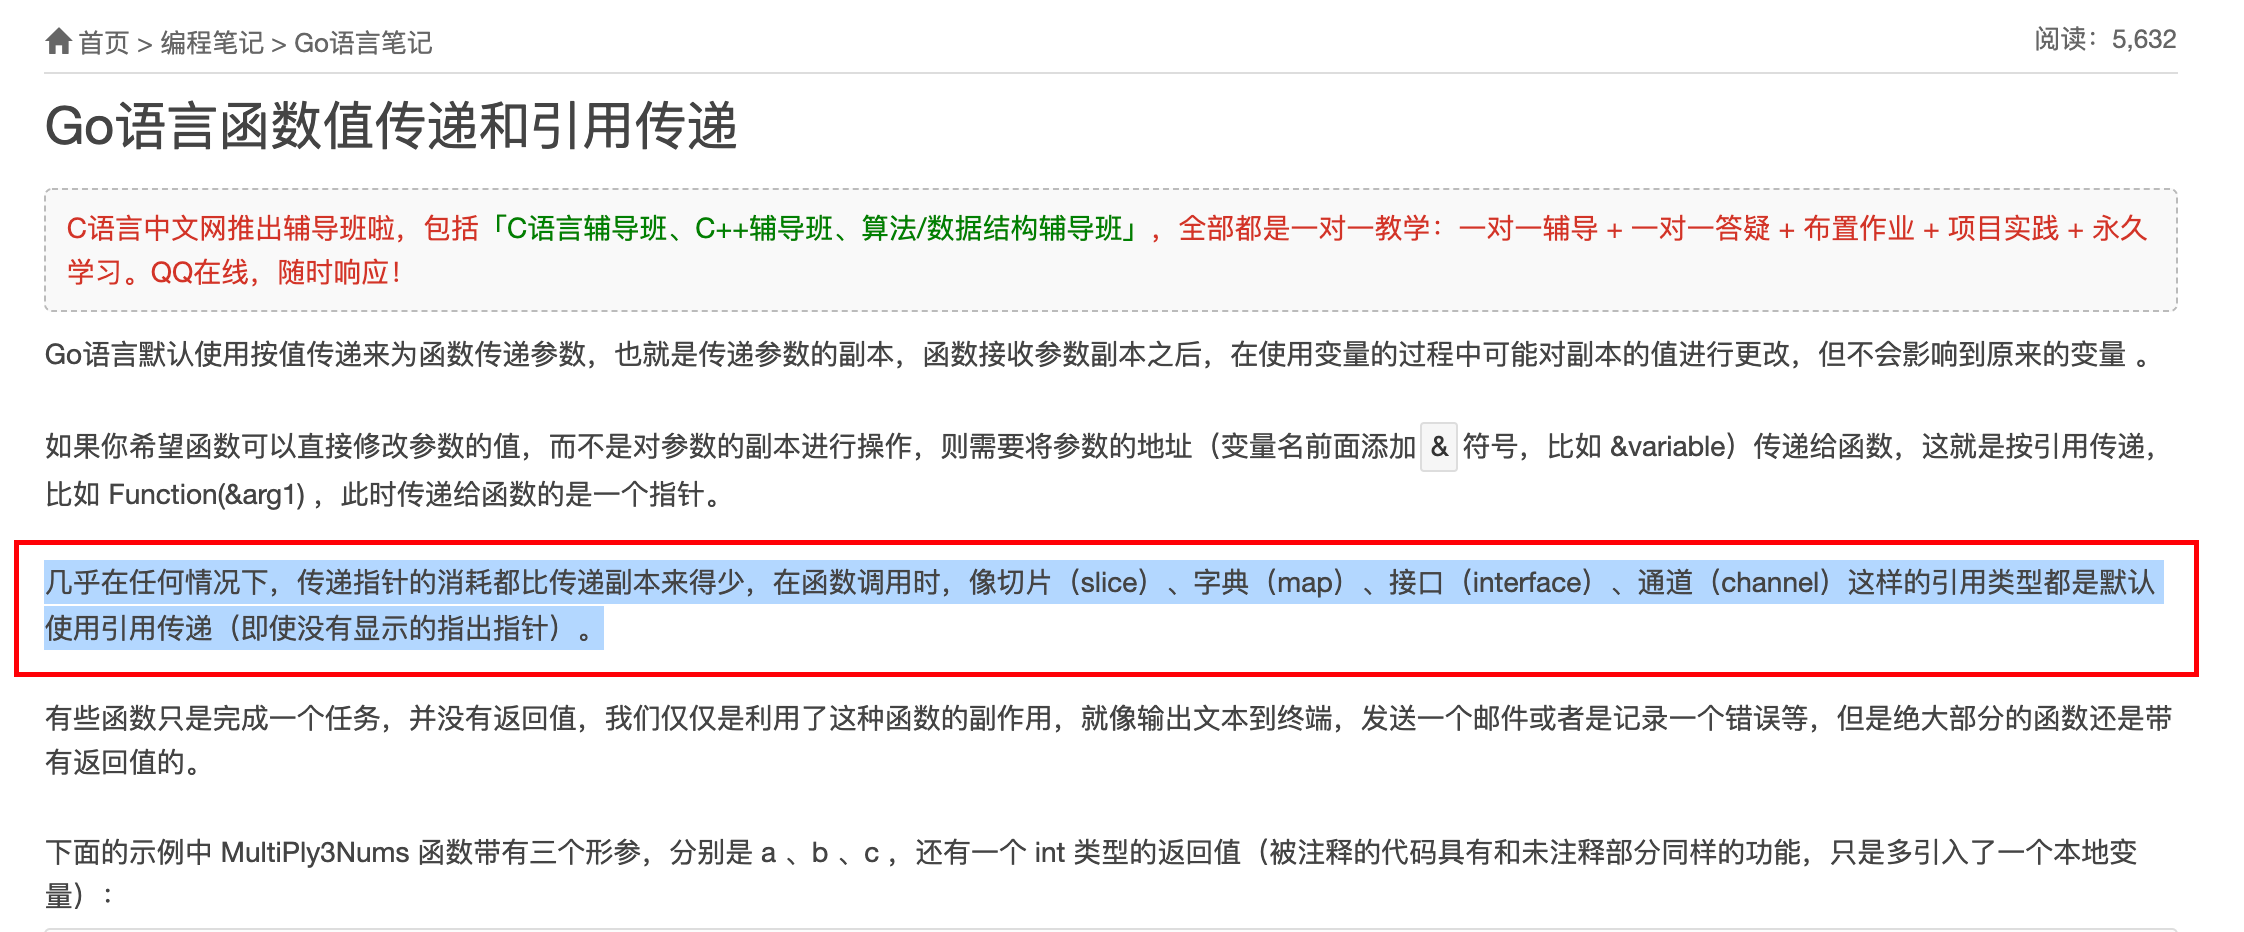 首页 > 编程笔记 > Go语言笔记
阅读：5,632
Go语言函数值传递和引用传递
C语言中文网推出辅导班啦，包括「C语言辅导班、C++辅导班、算法/数据结构辅导班」，全部都是一对一教学：一对一辅导 + 一对一答疑 + 布置作业 + 项目实践 + 永久
学习。QQ在线，随时响应！
Go语言默认使用按值传递来为函数传递参数，也就是传递参数的副本，函数接收参数副本之后，在使用变量的过程中可能对副本的值进行更改，但不会影响到原来的变量 。
如果你希望函数可以直接修改参数的值，而不是对参数的副本进行操作，则需要将参数的地址（变量名前面添加 & 符号，比如 &variable）传递给函数，这就是按引用传递，
比如 Function(&arg1) ，此时传递给函数的是一个指针。
几乎在任何情况下，传递指针的消耗都比传递副本来得少，在函数调用时，像切片（slice）、字典（map）、接口（interface）、通道（channel）这样的引用类型都是默认
使用引用传递（即使没有显示的指出指针）。
有些函数只是完成一个任务，并没有返回值，我们仅仅是利用了这种函数的副作用，就像输出文本到终端，发送一个邮件或者是记录一个错误等，但是绝大部分的函数还是带
有返回值的。
下面的示例中 MultiPly3Nums 函数带有三个形参，分别是 a 、b 、c ，还有一个 int 类型的返回值（被注释的代码具有和未注释部分同样的功能，只是多引入了一个本地变
量）：